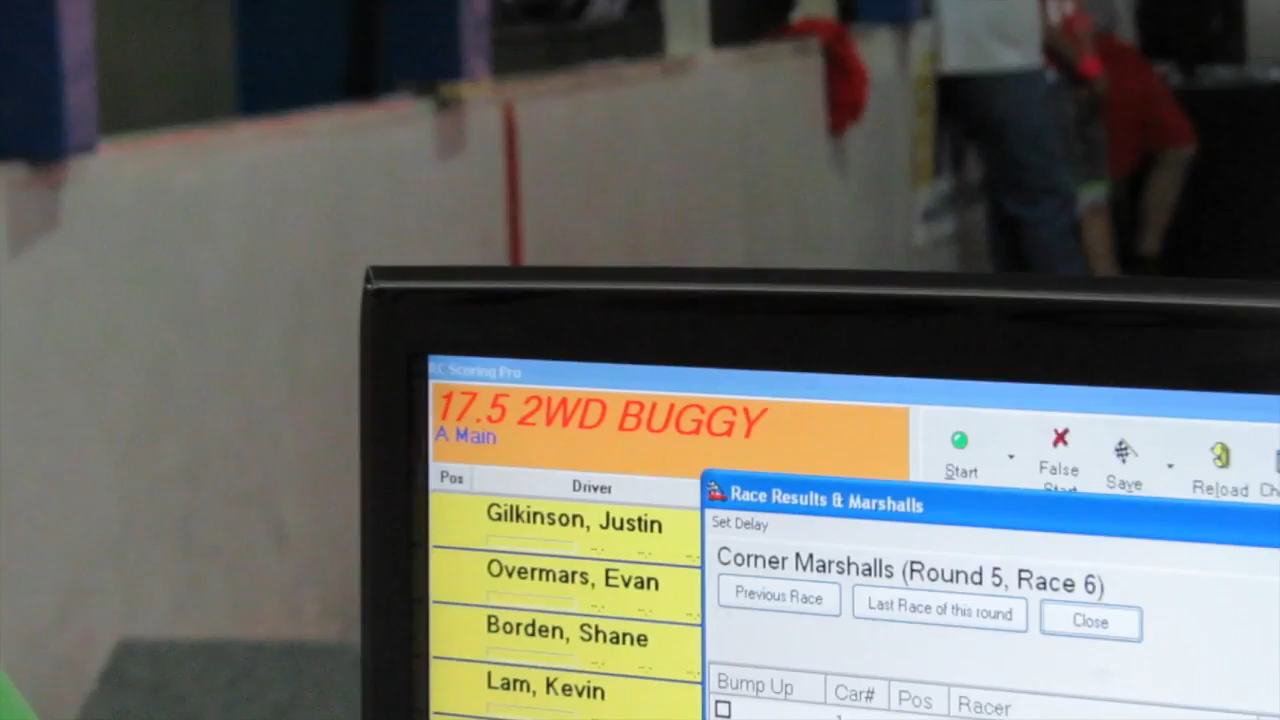 R.C Scoring Pro
17.5 2WD BUGGY
A Main
Start
False Start
Save
Reload
Pos Driver
Gilkinson, Justin
Overmars, Evan
Borden, Shane
Lam, Kevin
Race Results & Marshalls
Set Delay
Corner Marshalls (Round 5, Race 6)
Previous Race
Last Race of this round
Close
Bump Up Car# Pos Racer